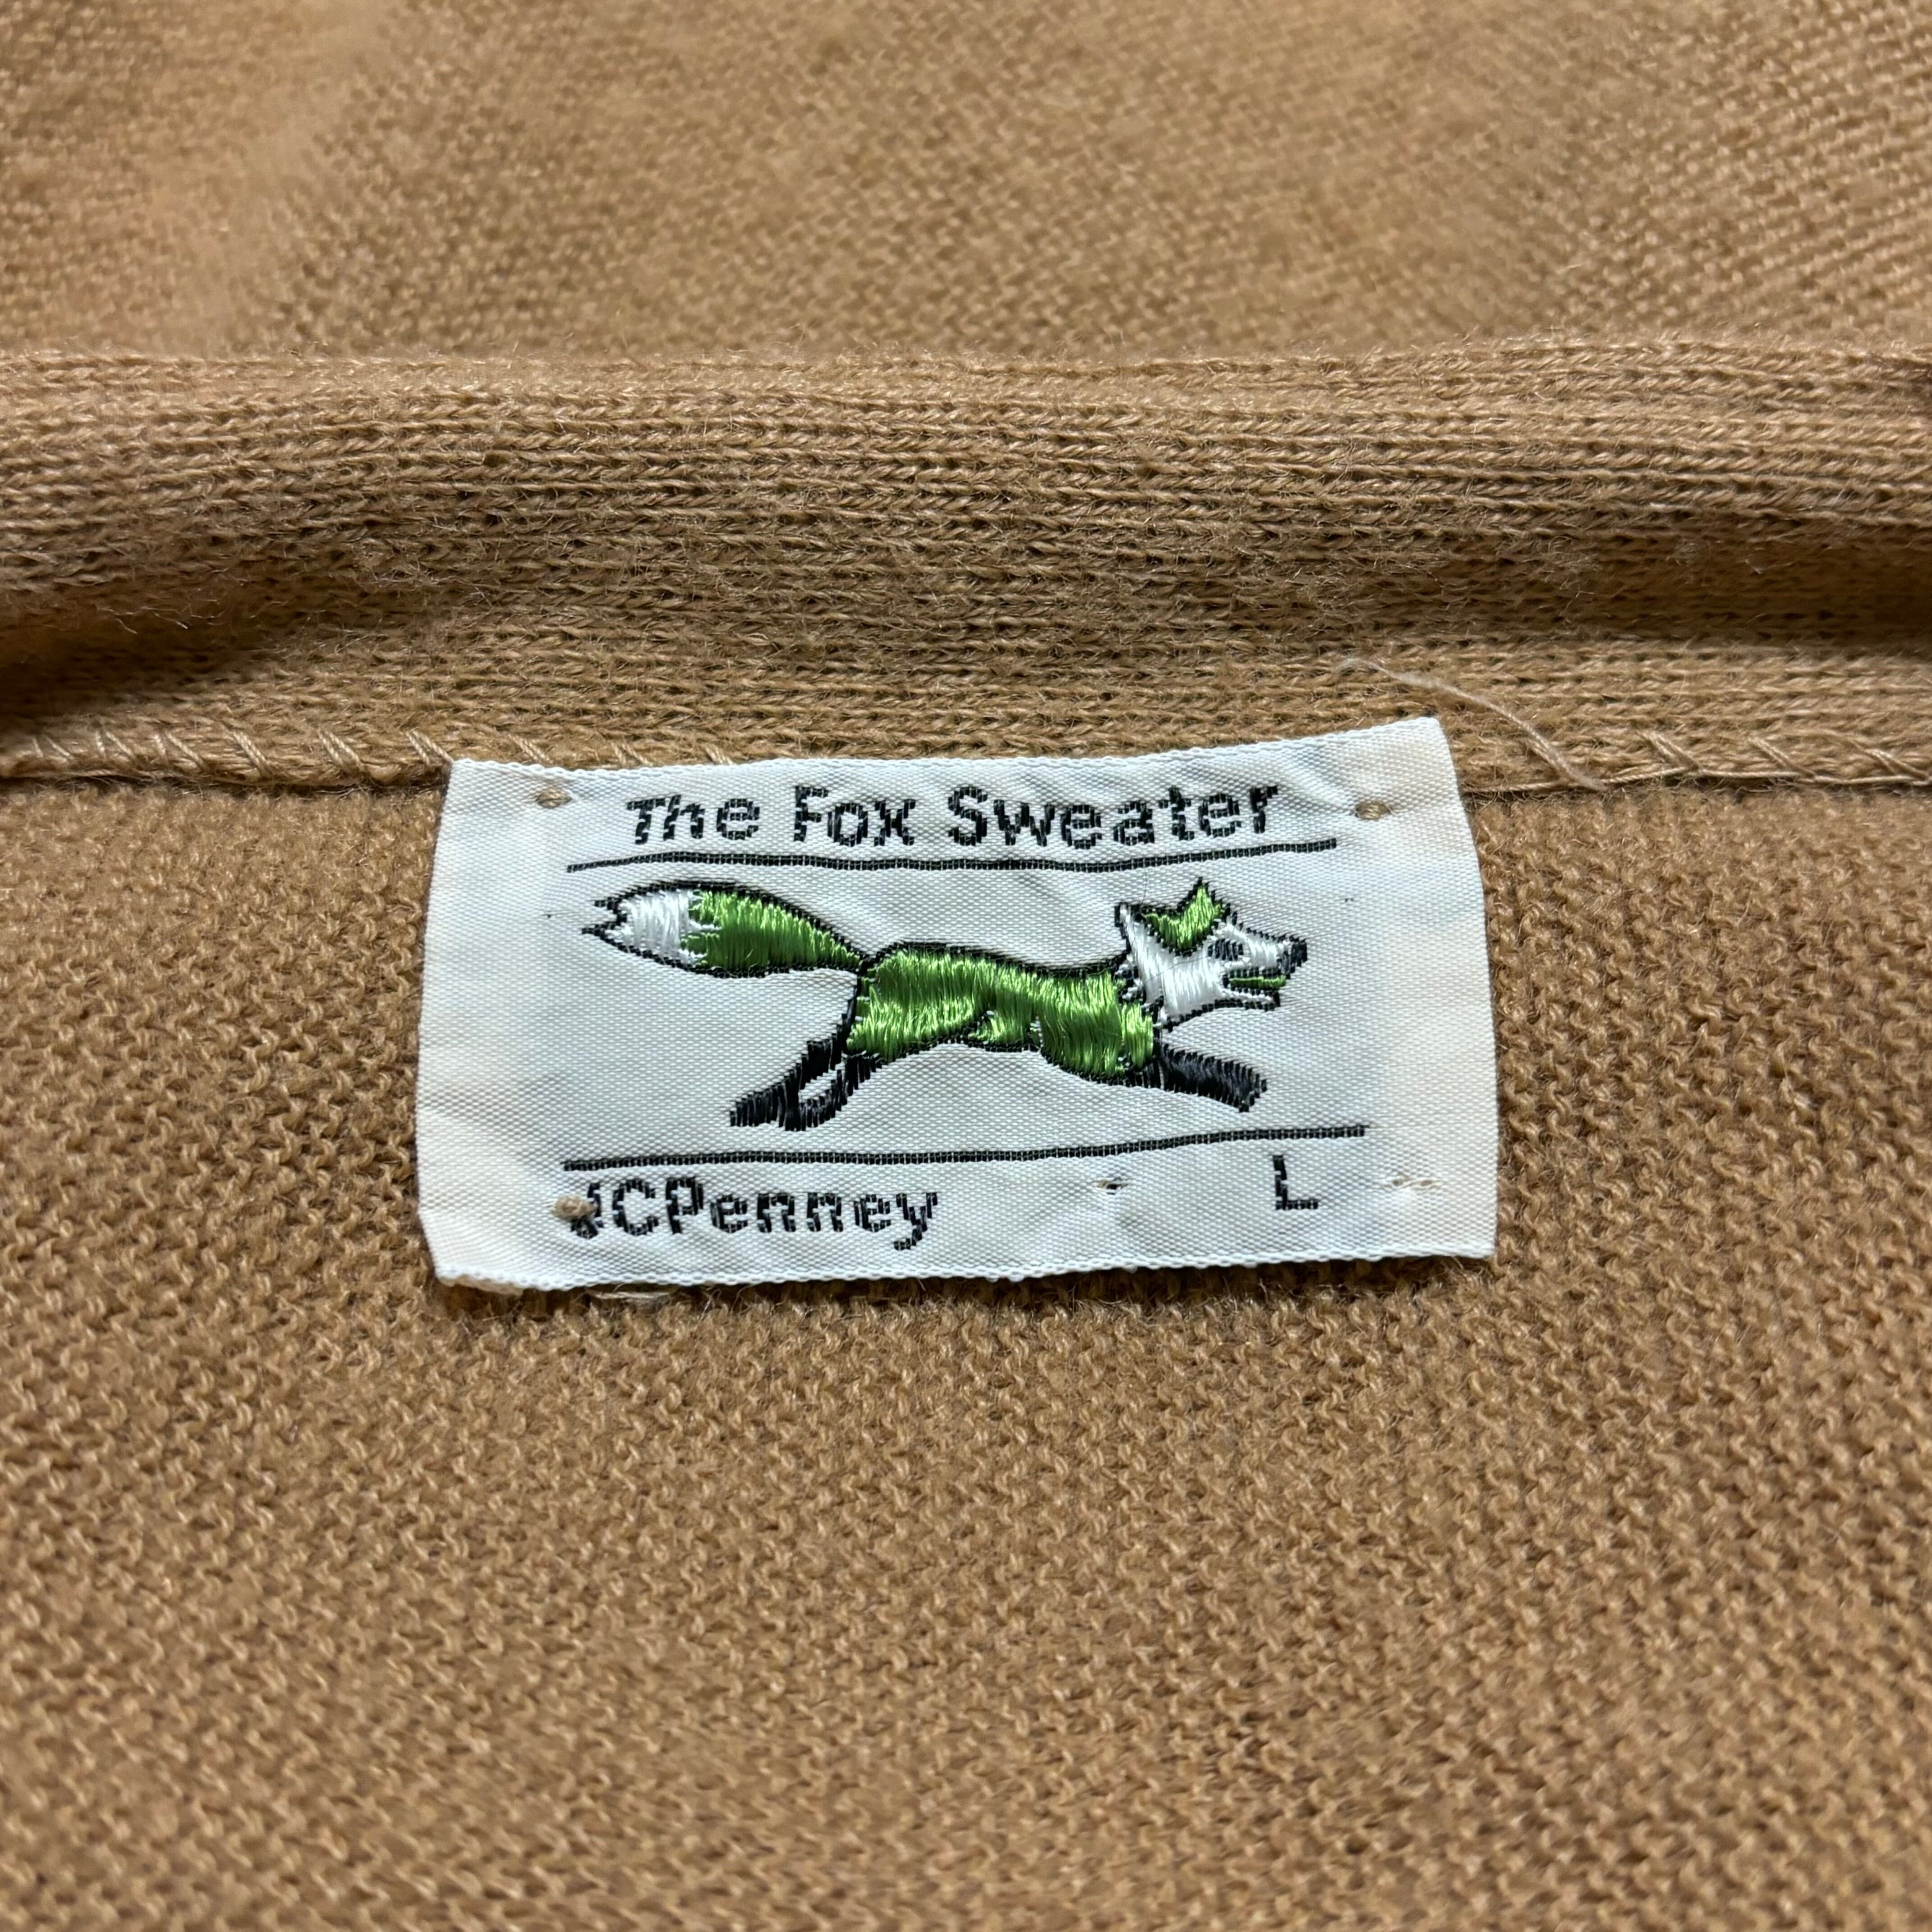 The Fox Sweater
JCPenney L